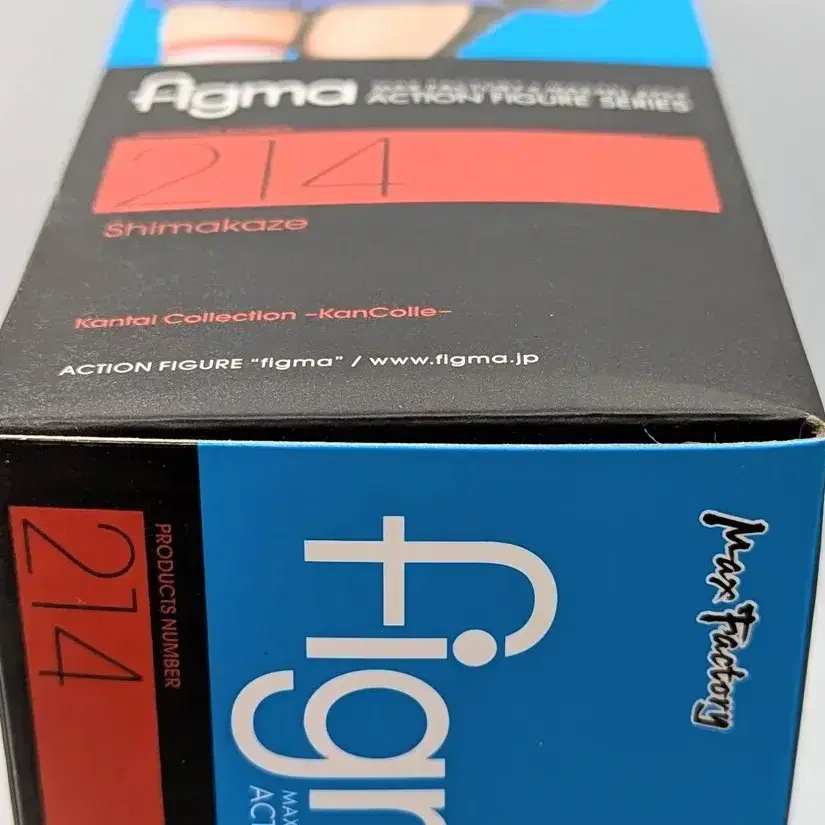 figma
ACTION FIGURE SERIES
214
Shimakaze
Kantai Collection -KanColle-
ACTION FIGURE "figma" / www.figma.jp
214
PRODUCTS NUMBER
Max Factory